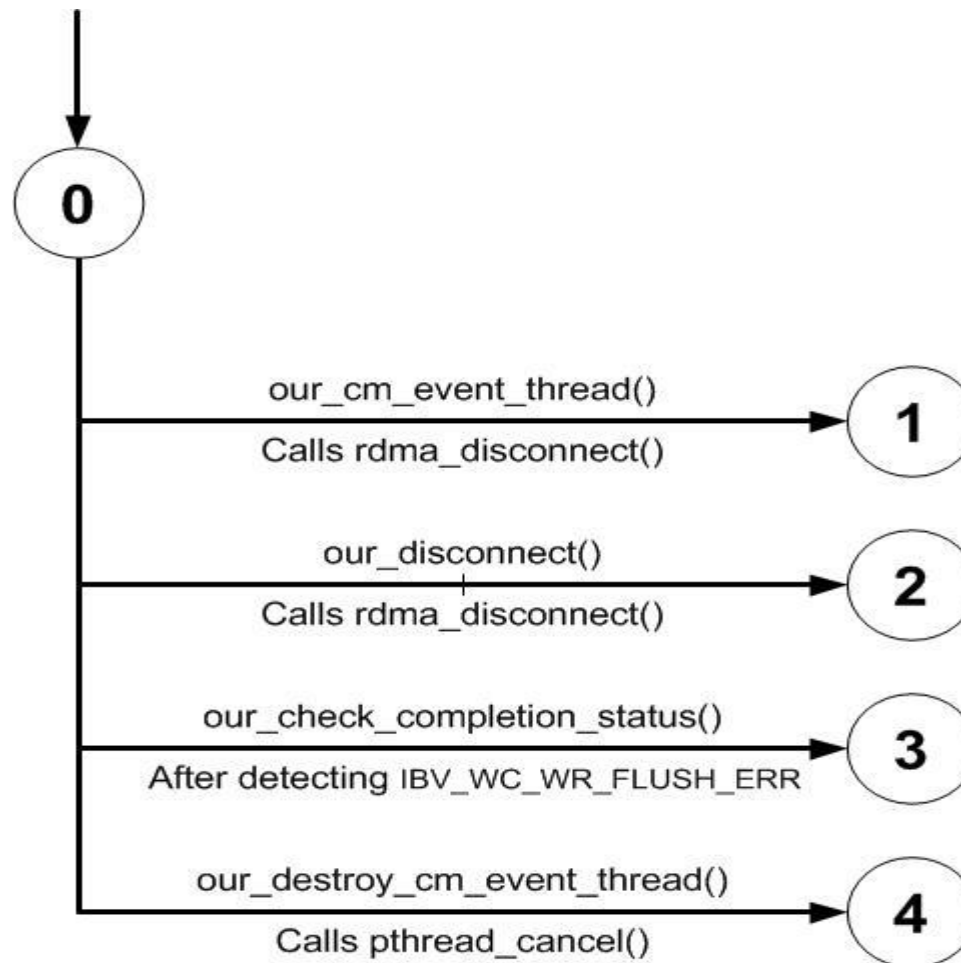 0
our_cm_event_thread()
Calls rdma_disconnect()
1
our_disconnect()
Calls rdma_disconnect()
2
our_check_completion_status()
After detecting IBV_WC_WR_FLUSH_ERR
3
our_destroy_cm_event_thread()
Calls pthread_cancel()
4